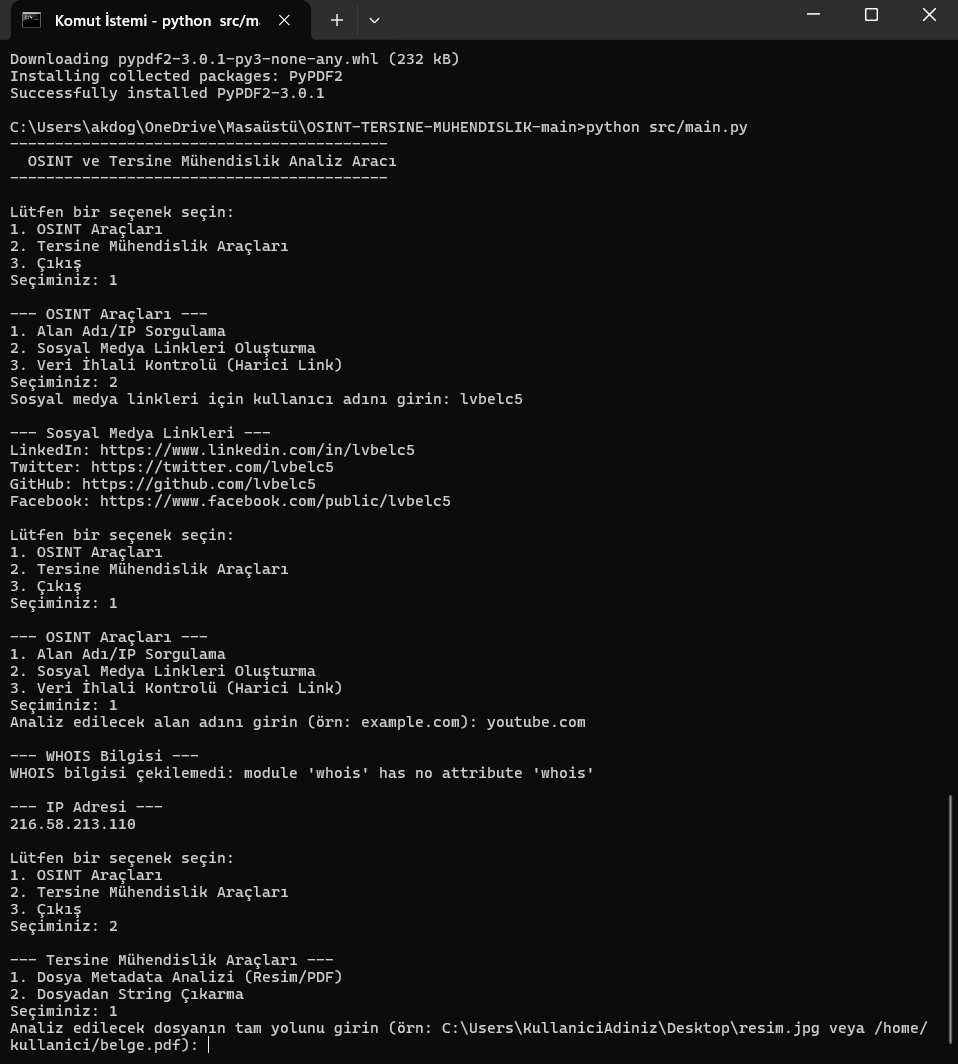 Komut İstemi - python src/ma
Downloading pypdf2-3.0.1-py3-none-any.whl (232 kB)
Installing collected packages: PyPDF2
Successfully installed PyPDF2-3.0.1
C:\Users\akdog\OneDrive\Masaüstü\OSINT-TERSINE-MUHENDISLIK-main>python src/main.py
------------------------------------------
OSINT ve Tersine Mühendislik Analiz Aracı
------------------------------------------
Lütfen bir seçenek seçin:
1. OSINT Araçları
2. Tersine Mühendislik Araçları
3. Çıkış
Seçiminiz: 1
--- OSINT Araçları ---
1. Alan Adı/IP Sorgulama
2. Sosyal Medya Linkleri Oluşturma
3. Veri İhlali Kontrolü (Harici Link)
Seçiminiz: 2
Sosyal medya linkleri için kullanıcı adını girin: lvbelc5
--- Sosyal Medya Linkleri ---
LinkedIn: https://www.linkedin.com/in/lvbelc5
Twitter: https://twitter.com/lvbelc5
GitHub: https://github.com/lvbelc5
Facebook: https://www.facebook.com/public/lvbelc5
Lütfen bir seçenek seçin:
1. OSINT Araçları
2. Tersine Mühendislik Araçları
3. Çıkış
Seçiminiz: 1
--- OSINT Araçları ---
1. Alan Adı/IP Sorgulama
2. Sosyal Medya Linkleri Oluşturma
3. Veri İhlali Kontrolü (Harici Link)
Seçiminiz: 1
Analiz edilecek alan adını girin (örn: example.com): youtube.com
--- WHOIS Bilgisi ---
WHOIS bilgisi çekilemedi: module 'whois' has no attribute 'whois'
--- IP Adresi ---
216.58.213.110
Lütfen bir seçenek seçin:
1. OSINT Araçları
2. Tersine Mühendislik Araçları
3. Çıkış
Seçiminiz: 2
--- Tersine Mühendislik Araçları ---
1. Dosya Metadata Analizi (Resim/PDF)
2. Dosyadan String Çıkarma
Seçiminiz: 1
Analiz edilecek dosyanın tam yolunu girin (örn: C:\Users\KullaniciAdiniz\Desktop\resim.jpg veya /home/
kullanici/belge.pdf):